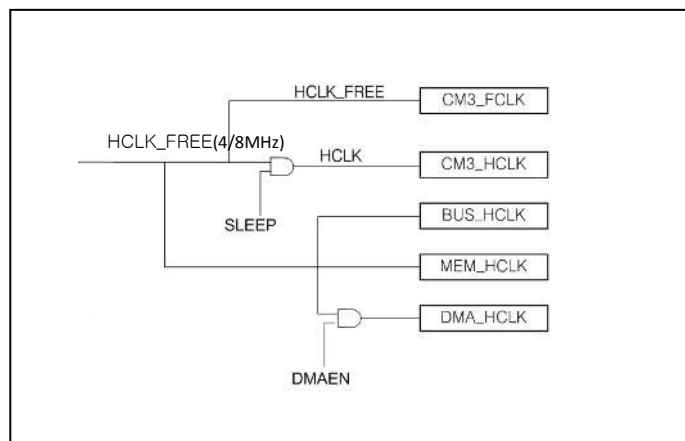 HCLK_FREE
CM3_FCLK
HCLK_FREE(4/8MHz)
HCLK
CM3_HCLK
SLEEP
BUS_HCLK
MEM_HCLK
DMA_HCLK
DMAEN